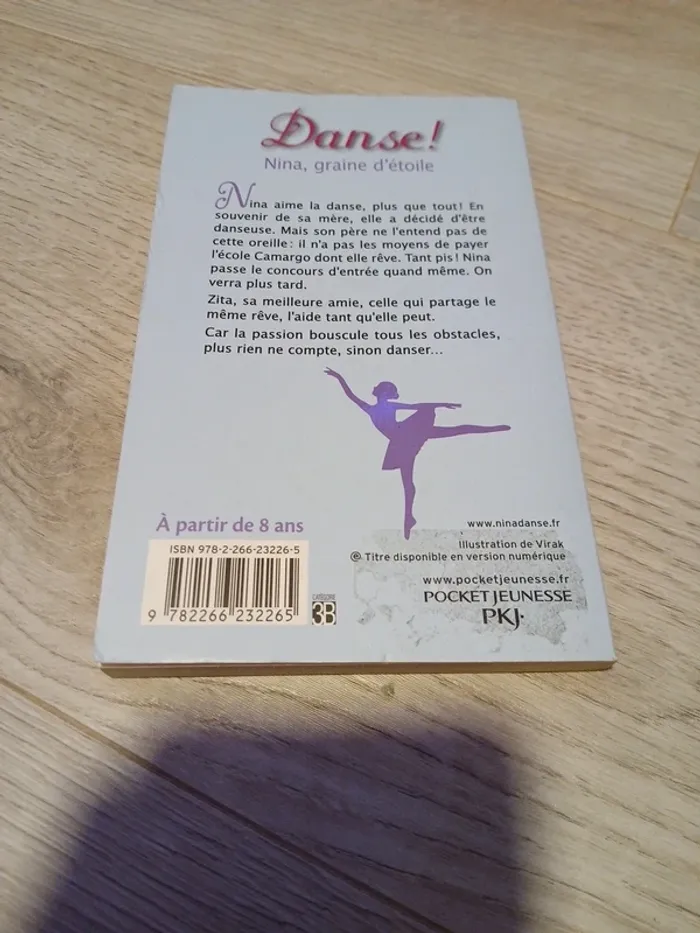 Danse!
Nina, graine d'étoile
Nina aime la danse, plus que tout! En
souvenir de sa mère, elle a décidé d'être
danseuse. Mais son père ne l'entend pas de
cette oreille: il n'a pas les moyens de payer
l'école Camargo dont elle rêve. Tant pis! Nina
passe le concours d'entrée quand même. On
verra plus tard.
Zita, sa meilleure amie, celle qui partage le
même rêve, l'aide tant qu'elle peut.
Car la passion bouscule tous les obstacles,
plus rien ne compte, sinon danser...
À partir de 8 ans
www.ninadanse.fr
Illustration de Virak
@ Titre disponible en version numérique
ISBN 978-2-266-23226-5
9 782266 232265
CATÉGORIE
3B
www.pocketjeunesse.fr
POCKET JEUNESSE
PKJ·